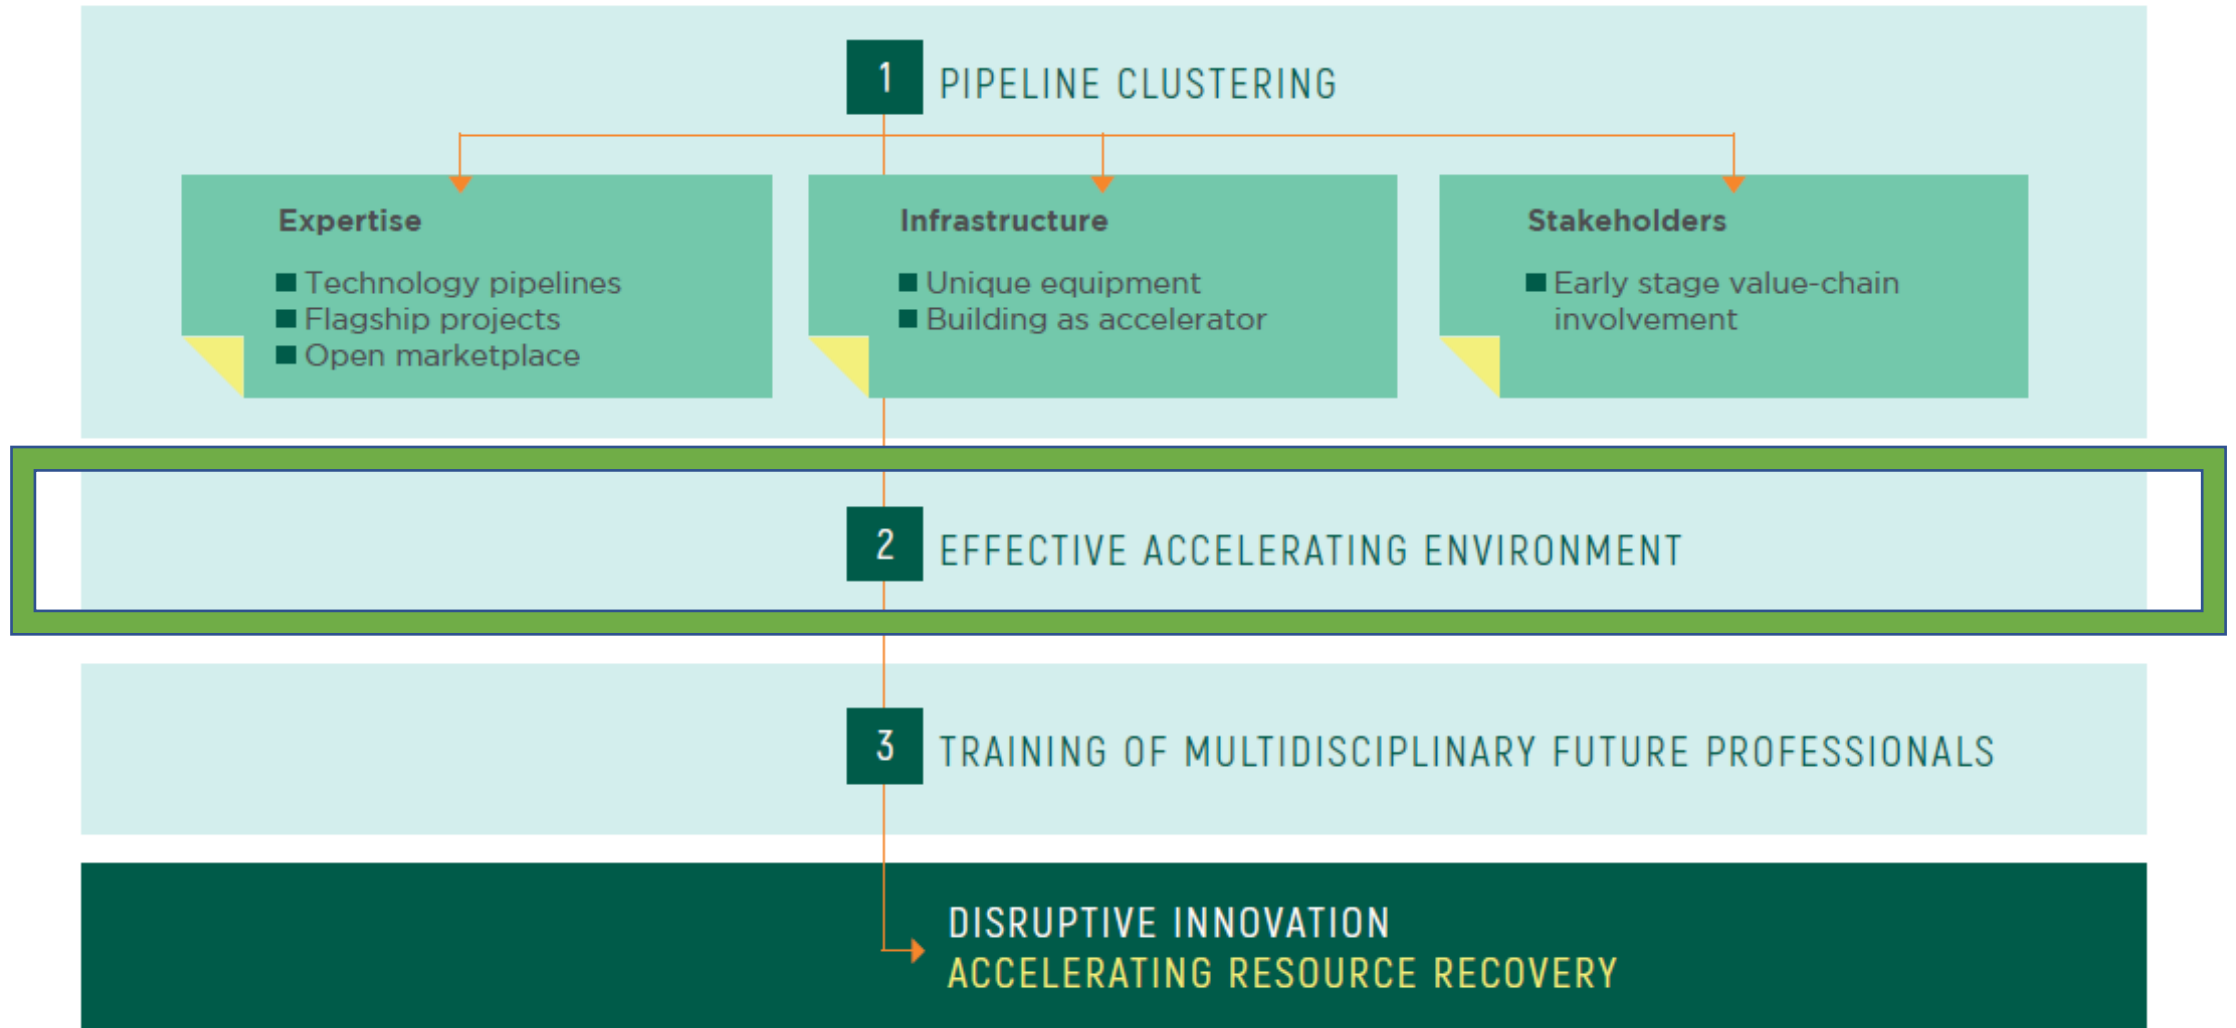 1 PIPELINE CLUSTERING
Expertise
Technology pipelines
Flagship projects
Open marketplace
Infrastructure
Unique equipment
Building as accelerator
Stakeholders
Early stage value-chain
involvement
2 EFFECTIVE ACCELERATING ENVIRONMENT
3 TRAINING OF MULTIDISCIPLINARY FUTURE PROFESSIONALS
DISRUPTIVE INNOVATION
ACCELERATING RESOURCE RECOVERY